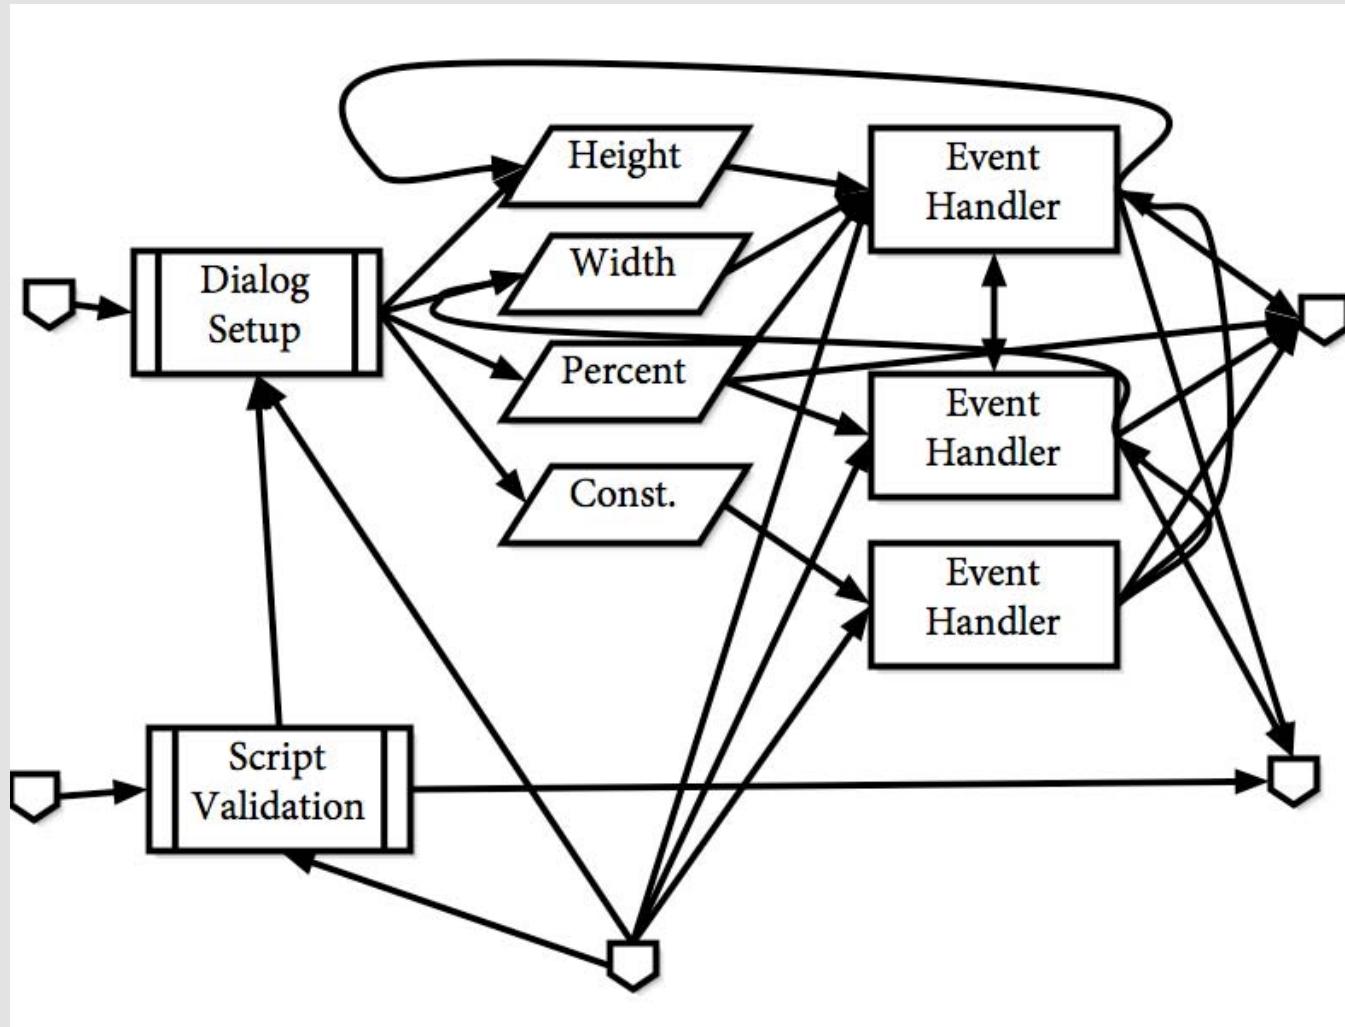 Height
Event
Handler
Width
Dialog
Setup
Percent
Event
Handler
Const.
Event
Handler
Script
Validation